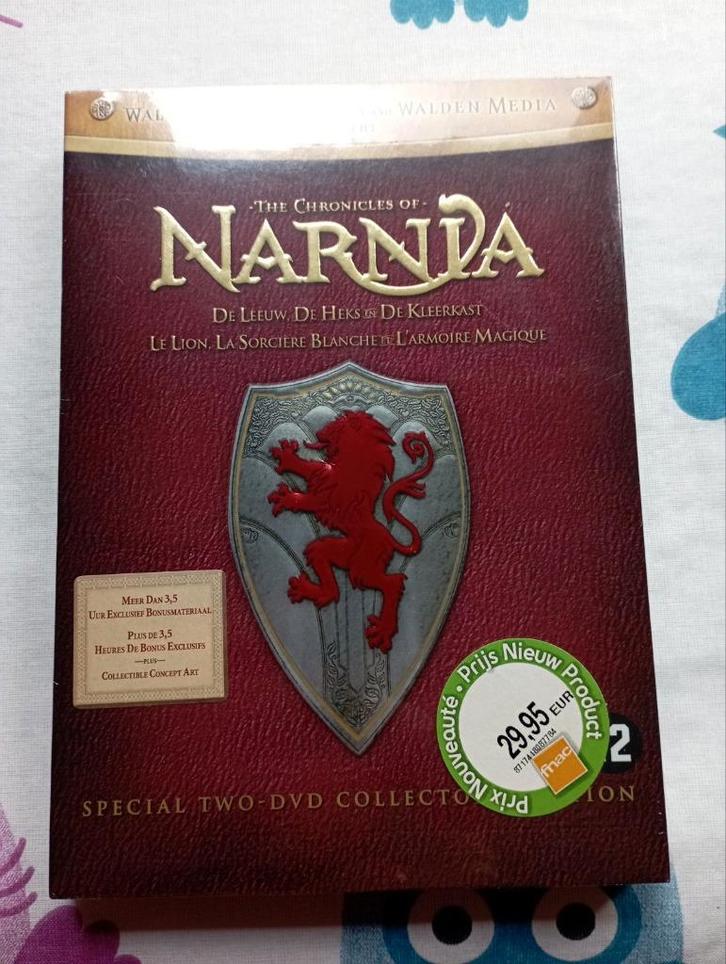 WALDEN MEDIA
THE CHRONICLES OF
NARNIA
DE LEEUW, DE HEKS EN DE KLEERKAST
LE LION, LA SORCIÈRE BLANCHE ET L'ARMOIRE MAGIQUE
MEER DAN 3,5
UUR EXCLUSIEF BONUSMATERIAAL
PLUS DE 3,5
HEURES DE BONUS EXCLUSIFS
—PLUS—
COLLECTIBLE CONCEPT ART
Prix Nouveauté • Prijs Nieuw Product
29,95 EUR
fnac
2
SPECIAL TWO-DVD COLLECTO ION